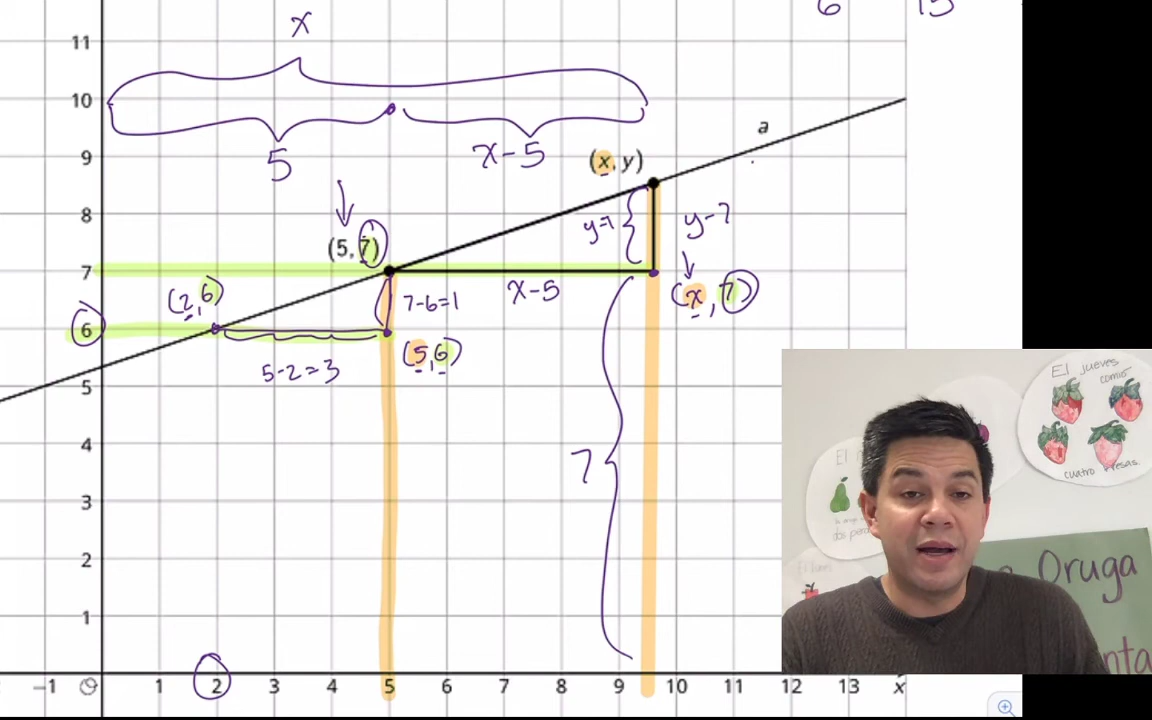 x
6 15
11
10
a
9
5
x-5
(x, y)
8
(5, 7)
y-7
y-7
7
(2,6)
7-6=1
x-5
(x, 7)
6
(5,6)
5-2=3
5
El jueves
comió
4
7
cuatro fresas.
3
2
Oruga
1
-1 O 1 2 3 4 5 6 7 8 9 10 11 12 13 x